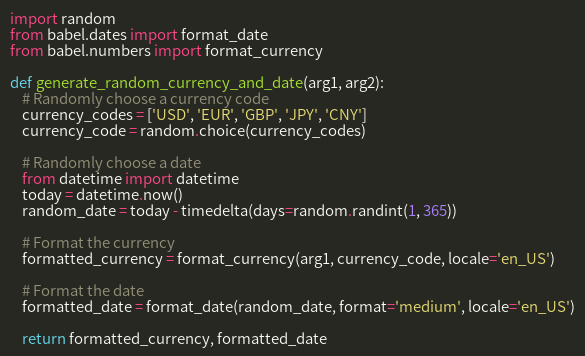 import random
from babel.dates import format_date
from babel.numbers import format_currency

def generate_random_currency_and_date(arg1, arg2):
    # Randomly choose a currency code
    currency_codes = ['USD', 'EUR', 'GBP', 'JPY', 'CNY']
    currency_code = random.choice(currency_codes)

    # Randomly choose a date
    from datetime import datetime
    today = datetime.now()
    random_date = today - timedelta(days=random.randint(1, 365))

    # Format the currency
    formatted_currency = format_currency(arg1, currency_code, locale='en_US')

    # Format the date
    formatted_date = format_date(random_date, format='medium', locale='en_US')

    return formatted_currency, formatted_date